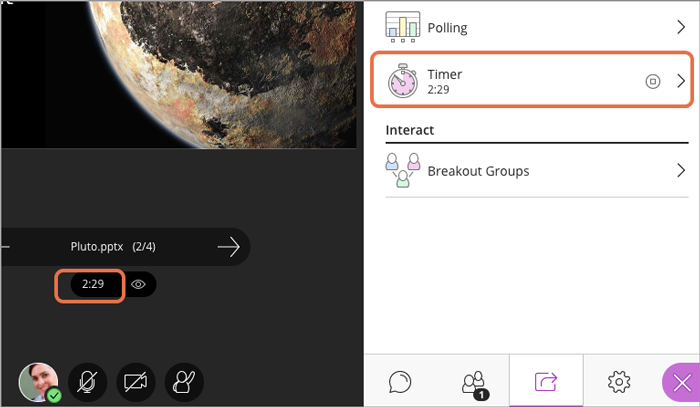 Pluto.pptx (2/4)
2:29
Polling
Timer
2:29
Interact
Breakout Groups
1